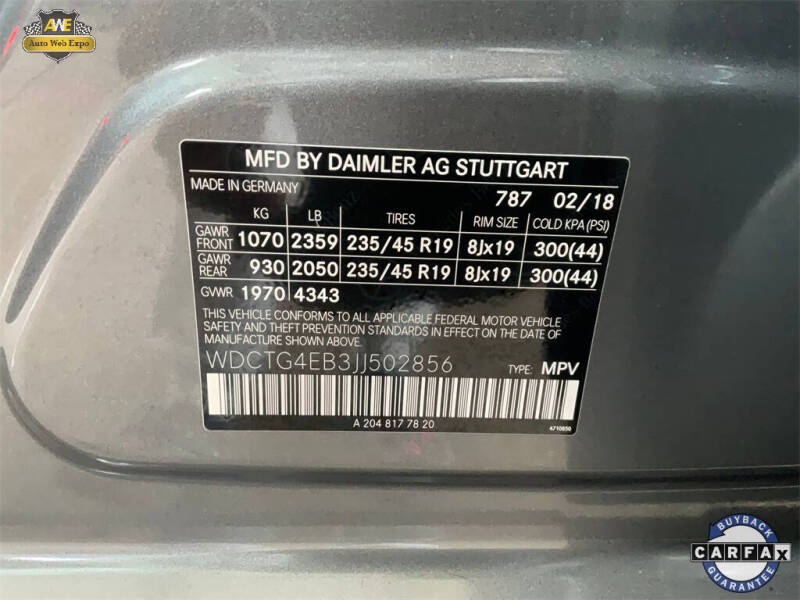 AWE
Auto Web Expo
MFD BY DAIMLER AG STUTTGART
MADE IN GERMANY
787 02/18
KG LB TIRES RIM SIZE COLD KPA(PSI)
GAWR FRONT 1070 2359 235/45 R19 8Jx19 300(44)
GAWR REAR 930 2050 235/45 R19 8Jx19 300(44)
GVWR 1970 4343
THIS VEHICLE CONFORMS TO ALL APPLICABLE FEDERAL MOTOR VEHICLE
SAFETY AND THEFT PREVENTION STANDARDS IN EFFECT ON THE DATE OF
MANUFACTURE SHOWN ABOVE.
WDCTG4EB3JJ502856 TYPE: MPV
A 204 817 78 20
4710850
BUYBACK
CARFAX
GUARANTEE